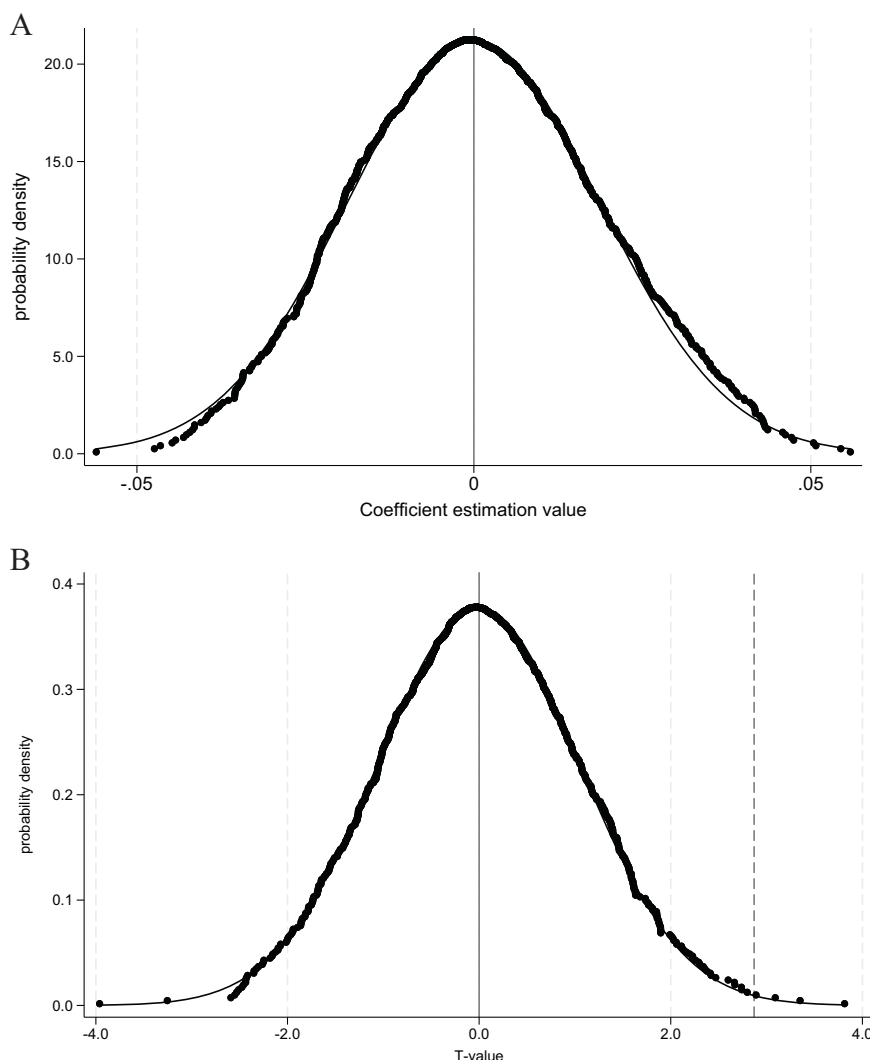 A
20.0
15.0
10.0
5.0
0.0
probability density
-.05 0 .05
Coefficient estimation value
B
0.4
0.3
0.2
0.1
0.0
probability density
-4.0 -2.0 0.0 2.0 4.0
T-value